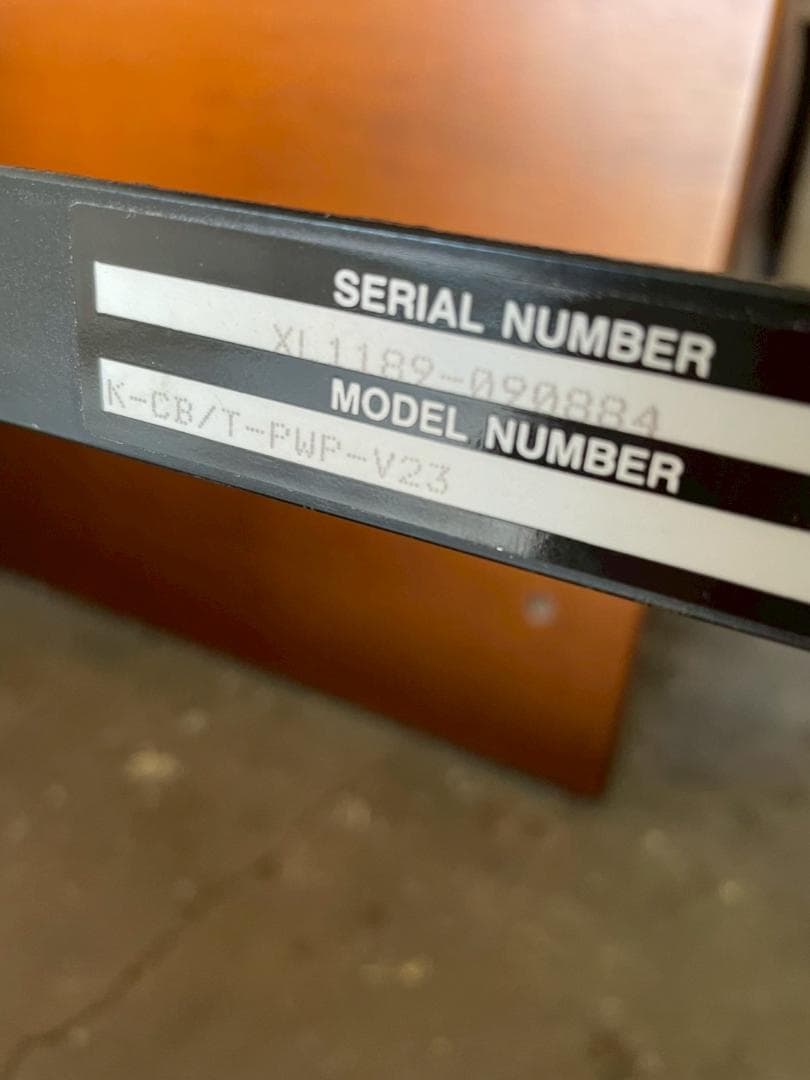 SERIAL NUMBER
XL1189-090884
MODEL NUMBER
K-CB/T-PWP-V23